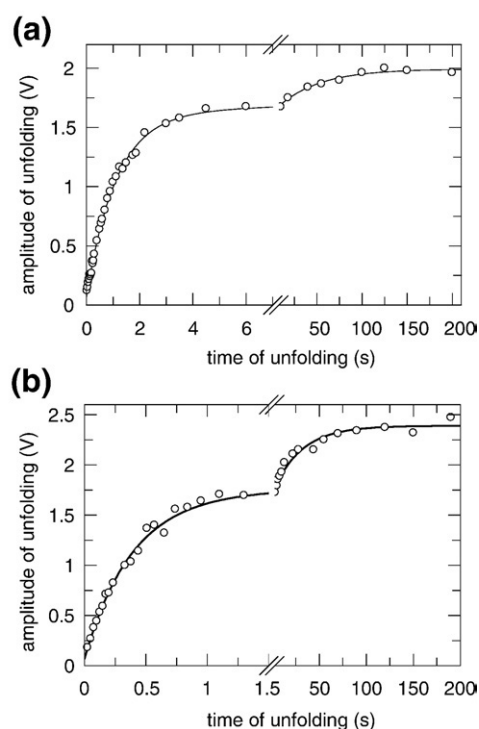 (a)
2
1.5
1
0.5
0
0 2 4 6 50 100 150 200
amplitude of unfolding (V)
time of unfolding (s)
(b)
2.5
2
1.5
1
0.5
0
0 0.5 1 1.5 50 100 150 200
amplitude of unfolding (V)
time of unfolding (s)